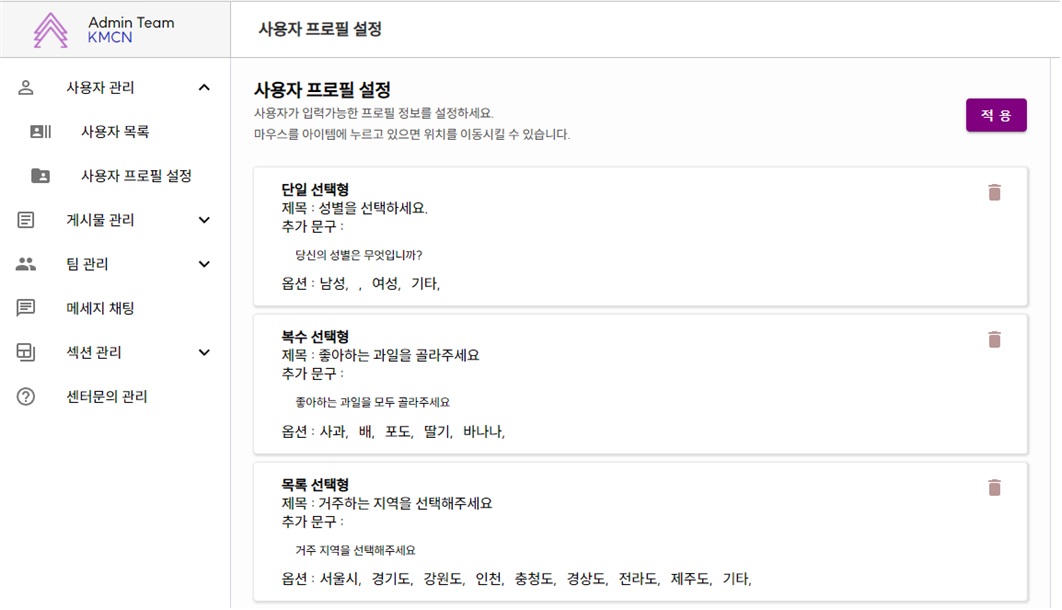 Admin Team
KMCN
사용자 프로필 설정
사용자 관리
사용자 목록
사용자 프로필 설정
게시물 관리
팀 관리
메세지 채팅
섹션 관리
센터문의 관리
사용자 프로필 설정
사용자가 입력가능한 프로필 정보를 설정하세요.
마우스를 아이템에 누르고 있으면 위치를 이동시킬 수 있습니다.
적 용
단일 선택형
제목 : 성별을 선택하세요.
추가 문구 :
당신의 성별은 무엇입니까?
옵션 : 남성, , 여성, 기타,
복수 선택형
제목 : 좋아하는 과일을 골라주세요
추가 문구 :
좋아하는 과일을 모두 골라주세요
옵션 : 사과, 배, 포도, 딸기, 바나나,
목록 선택형
제목 : 거주하는 지역을 선택해주세요
추가 문구 :
거주 지역을 선택해주세요
옵션 : 서울시, 경기도, 강원도, 인천, 충청도, 경상도, 전라도, 제주도, 기타,